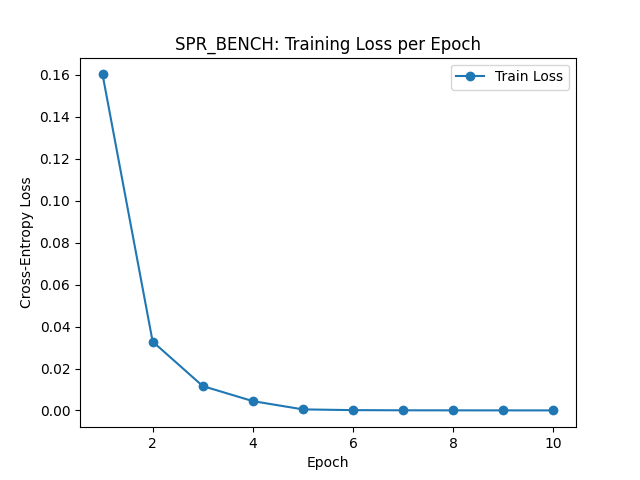 SPR_BENCH: Training Loss per Epoch
Train Loss
Cross-Entropy Loss
0.16
0.14
0.12
0.10
0.08
0.06
0.04
0.02
0.00
2 4 6 8 10
Epoch